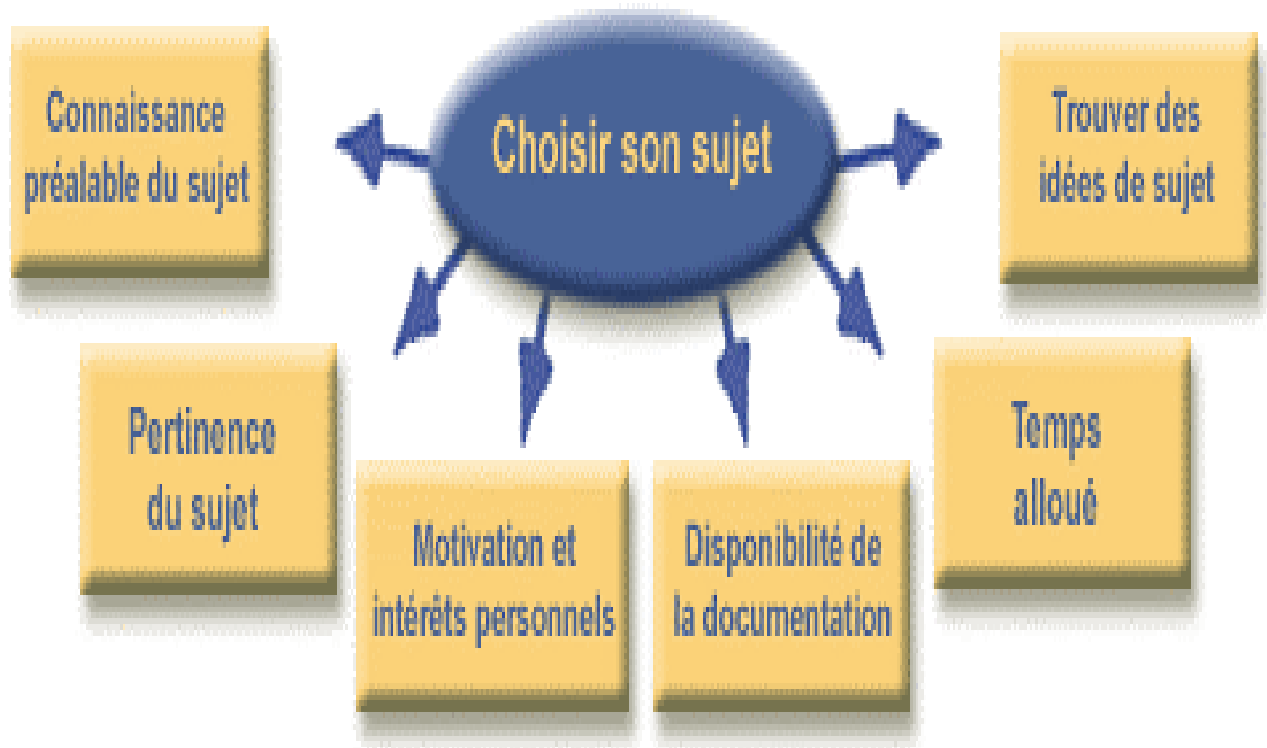 Choisir son sujet
Connaissance
préalable du sujet
Pertinence
du sujet
Motivation et
intérêts personnels
Disponibilité de
la documentation
Temps
alloué
Trouver des
idées de sujet